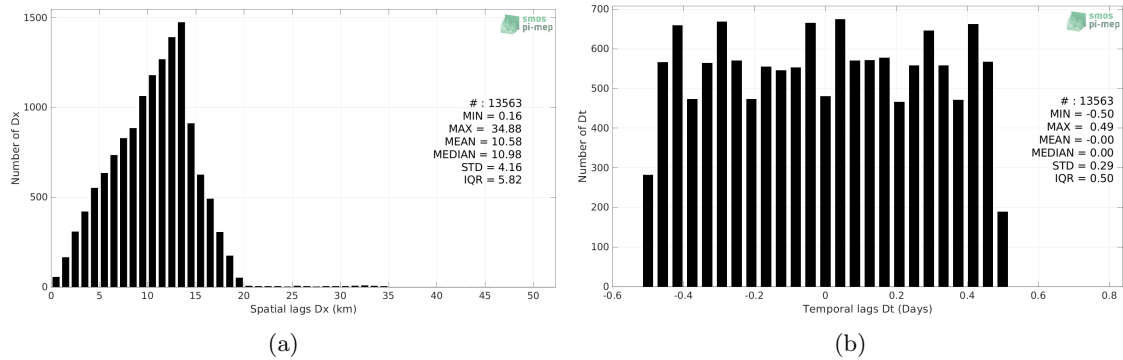 1500
1000
500
0
0
5
10
15
20
25
30
35
40
45
50
Number of Dx
Spatial lags Dx (km)
smos
pi-mep
# : 13563
MIN = 0.16
MAX = 34.88
MEAN = 10.58
MEDIAN = 10.98
STD = 4.16
IQR = 5.82
(a)
700
600
500
400
300
200
100
0
-0.6
-0.4
-0.2
0
0.2
0.4
0.6
0.8
Number of Dt
Temporal lags Dt (Days)
smos
pi-mep
# : 13563
MIN = -0.50
MAX = 0.49
MEAN = -0.00
MEDIAN = 0.00
STD = 0.29
IQR = 0.50
(b)